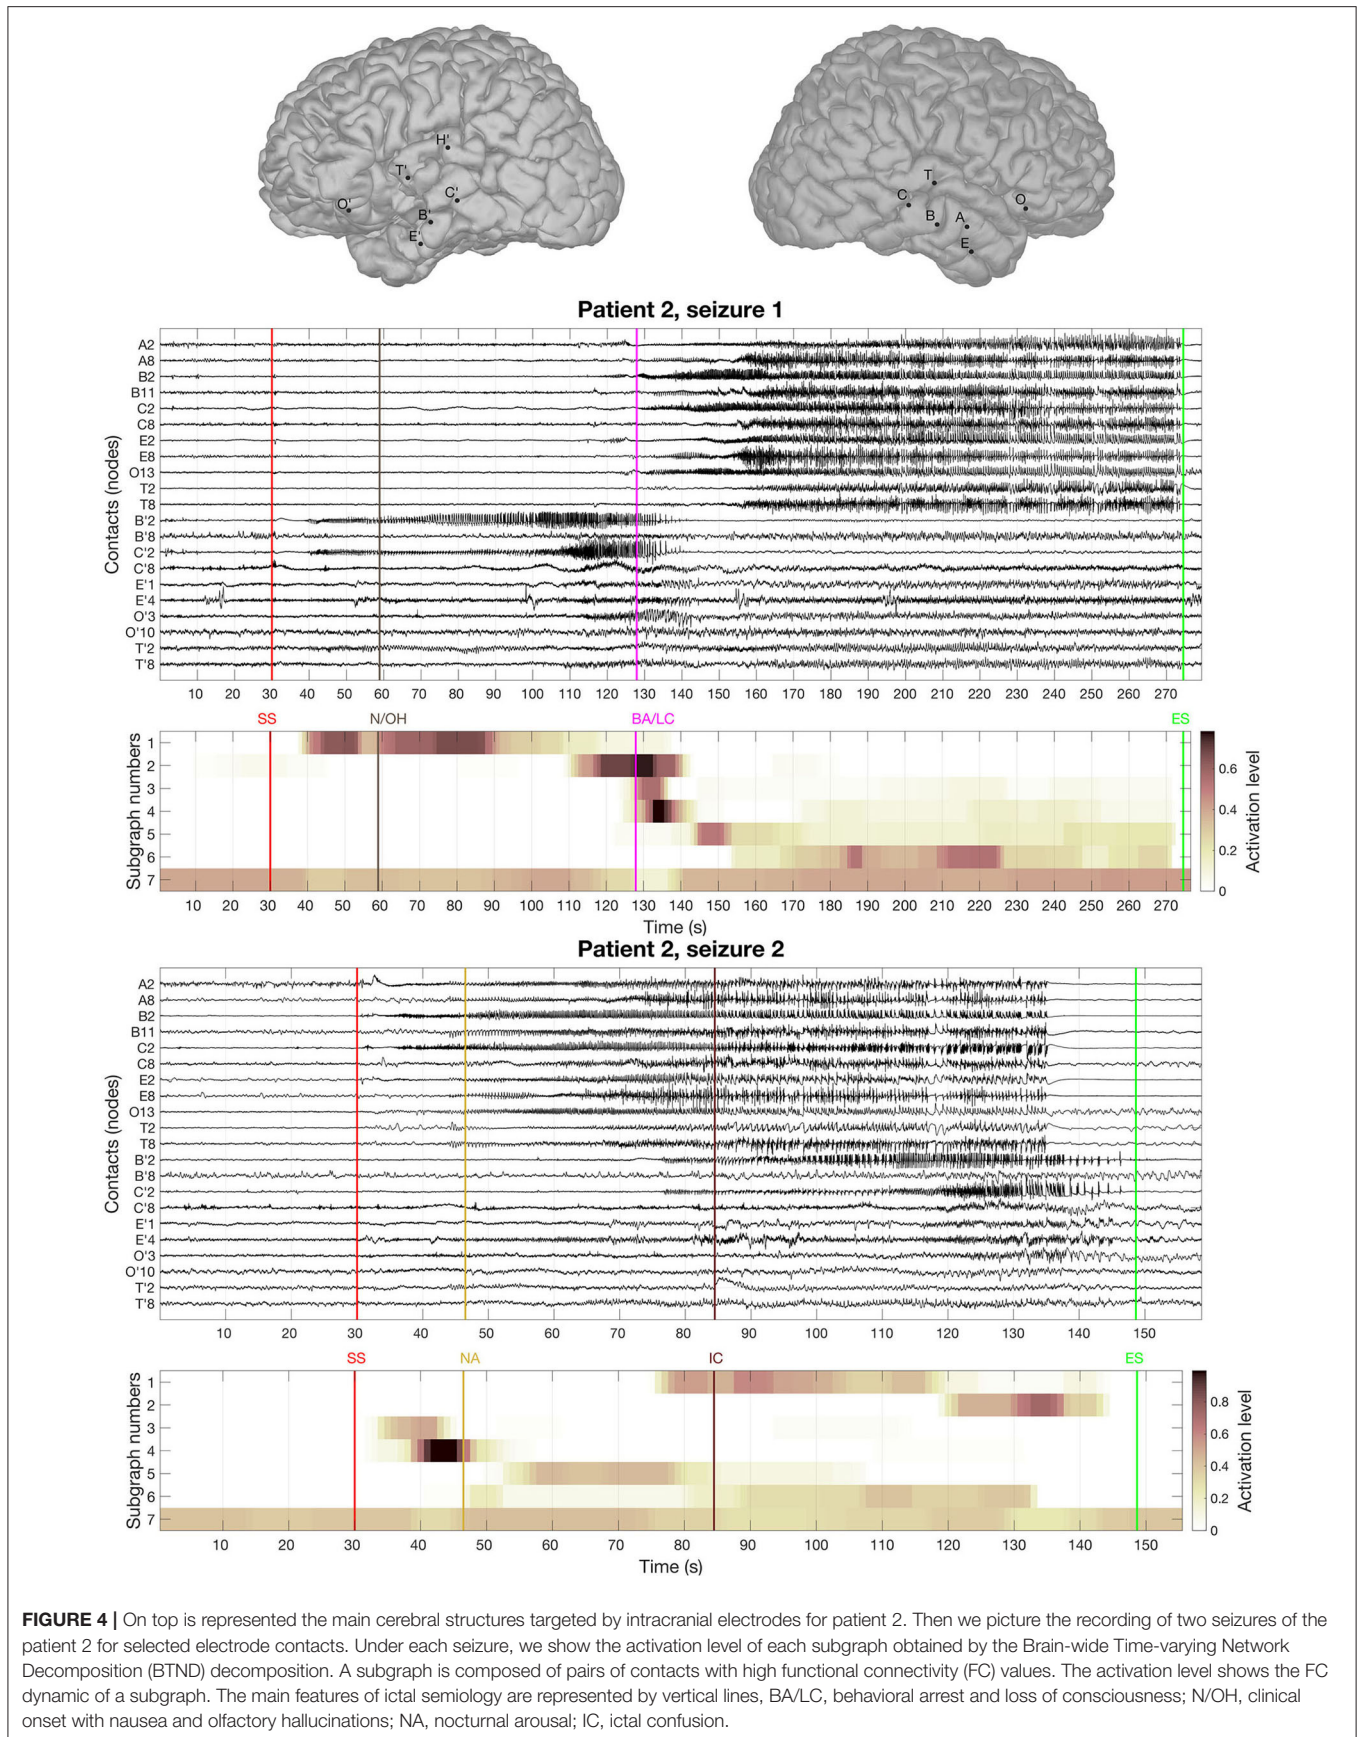 H'
T'
C'
O'
B'
E'
T
C
O
B
A
E
Patient 2, seizure 1
Contacts (nodes)
A2
A8
B2
B11
C2
C8
E2
E8
O13
T2
T8
B'2
B'8
C'2
C'8
E'1
E'4
O'3
O'10
T'2
T'8
10 20 30 40 50 60 70 80 90 100 110 120 130 140 150 160 170 180 190 200 210 220 230 240 250 260 270
SS N/OH BA/LC ES
Subgraph numbers
1
2
3
4
5
6
7
0.6
0.4
0.2
0
Activation level
10 20 30 40 50 60 70 80 90 100 110 120 130 140 150 160 170 180 190 200 210 220 230 240 250 260 270
Time (s)
Patient 2, seizure 2
Contacts (nodes)
A2
A8
B2
B11
C2
C8
E2
E8
O13
T2
T8
B'2
B'8
C'2
C'8
E'1
E'4
O'3
O'10
T'2
T'8
10 20 30 40 50 60 70 80 90 100 110 120 130 140 150
SS NA IC ES
Subgraph numbers
1
2
3
4
5
6
7
0.8
0.6
0.4
0.2
0
Activation level
10 20 30 40 50 60 70 80 90 100 110 120 130 140 150
Time (s)
FIGURE 4 | On top is represented the main cerebral structures targeted by intracranial electrodes for patient 2. Then we picture the recording of two seizures of the
patient 2 for selected electrode contacts. Under each seizure, we show the activation level of each subgraph obtained by the Brain-wide Time-varying Network
Decomposition (BTND) decomposition. A subgraph is composed of pairs of contacts with high functional connectivity (FC) values. The activation level shows the FC
dynamic of a subgraph. The main features of ictal semiology are represented by vertical lines, BA/LC, behavioral arrest and loss of consciousness; N/OH, clinical
onset with nausea and olfactory hallucinations; NA, nocturnal arousal; IC, ictal confusion.